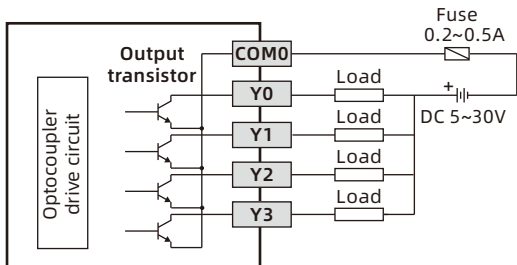 Fuse
0.2~0.5A
Output
transistor
COM0
Y0
Load
+
DC 5~30V
Y1
Load
Y2
Load
Y3
Load
Optocoupler
drive circuit